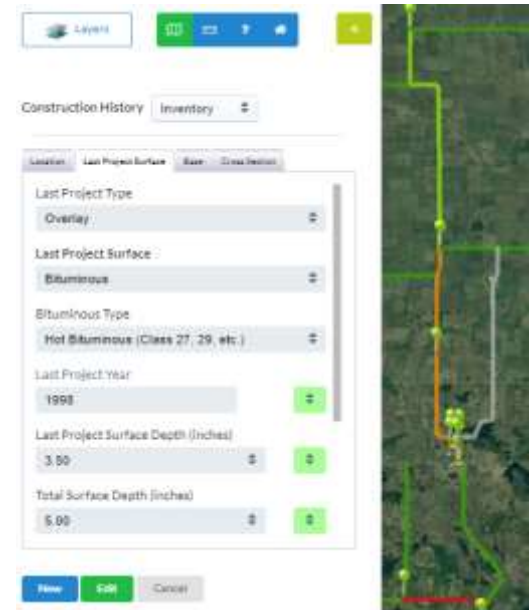 Layers
?
Construction History Inventory
Location Last Project Surface Base Cross Section
Last Project Type
Overlay
Last Project Surface
Bituminous
Bituminous Type
Hot Bituminous (Class 27, 29, etc.)
Last Project Year
1998
Last Project Surface Depth (inches)
3.50
Total Surface Depth (inches)
5.00
New Edit Cancel